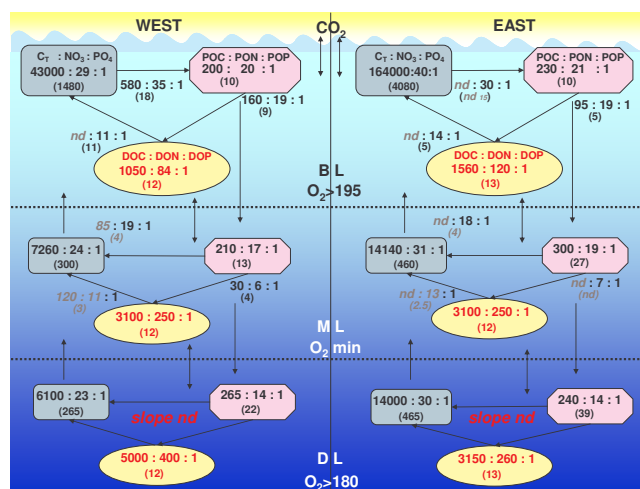 WEST
CO₂
EAST
C_T : NO₃ : PO₄
43000 : 29 : 1
(1480)
580 : 35 : 1
(18)
POC : PON : POP
200 : 20 : 1
(10)
160 : 19 : 1
(9)
nd : 11 : 1
(11)
DOC : DON : DOP
1050 : 84 : 1
(12)
C_T : NO₃ : PO₄
164000:40:1
(4080)
nd : 30 : 1
(nd 15)
POC : PON : POP
230 : 21 : 1
(10)
95 : 19 : 1
(5)
nd : 14 : 1
(5)
DOC : DON : DOP
1560 : 120 : 1
(13)
B L
O₂>195
85 : 19 : 1
(4)
7260 : 24 : 1
(300)
210 : 17 : 1
(13)
30 : 6 : 1
(4)
120 : 11 : 1
(3)
3100 : 250 : 1
(12)
nd : 18 : 1
(4)
14140 : 31 : 1
(460)
300 : 19 : 1
(27)
nd : 7 : 1
(nd)
nd : 13 : 1
(2.5)
3100 : 250 : 1
(12)
M L
O₂ min
6100 : 23 : 1
(265)
265 : 14 : 1
(22)
slope nd
5000 : 400 : 1
(12)
14000 : 30 : 1
(465)
240 : 14 : 1
(39)
slope nd
3150 : 260 : 1
(13)
D L
O₂>180